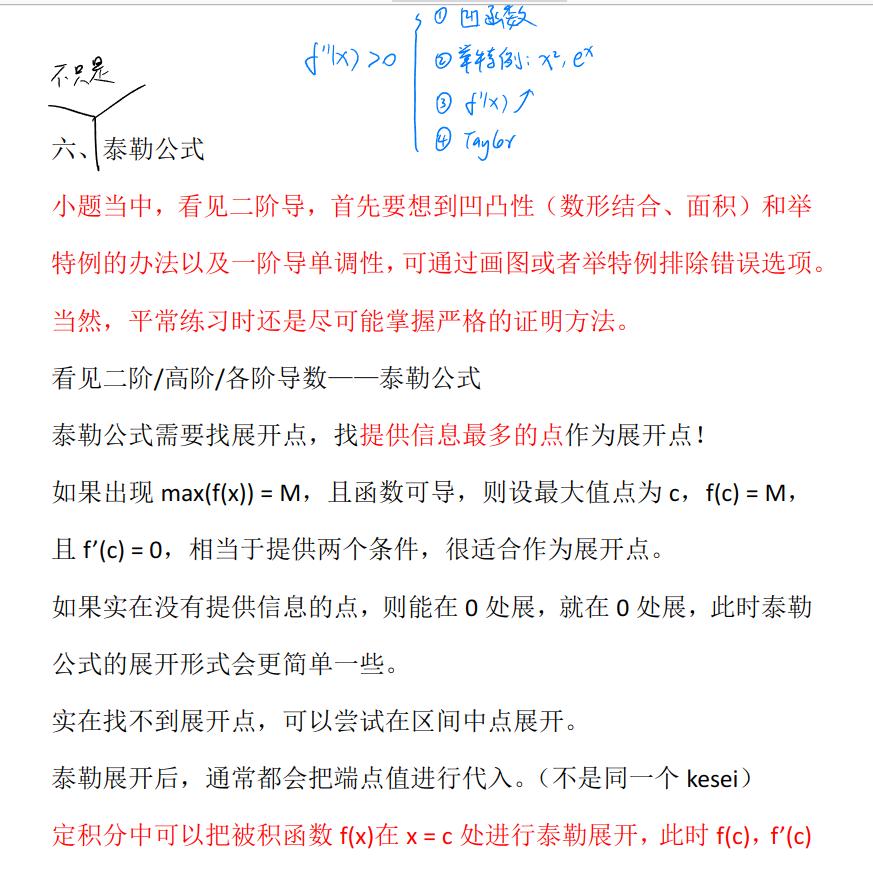 不只是
f''(x) >0
① 凹函数
② 举特例: x², eˣ
③ f'(x) ↗
④ Taylor
六、泰勒公式
小题当中，看见二阶导，首先要想到凹凸性（数形结合、面积）和举
特例的办法以及一阶导单调性，可通过画图或者举特例排除错误选项。
当然，平常练习时还是尽可能掌握严格的证明方法。
看见二阶/高阶/各阶导数——泰勒公式
泰勒公式需要找展开点，找提供信息最多的点作为展开点！
如果出现 max(f(x)) = M，且函数可导，则设最大值点为 c，f(c) = M，
且 f’(c) = 0，相当于提供两个条件，很适合作为展开点。
如果实在没有提供信息的点，则能在 0 处展，就在 0 处展，此时泰勒
公式的展开形式会更简单一些。
实在找不到展开点，可以尝试在区间中点展开。
泰勒展开后，通常都会把端点值进行代入。（不是同一个 kesei）
定积分中可以把被积函数 f(x)在 x = c 处进行泰勒展开，此时 f(c)，f’(c)